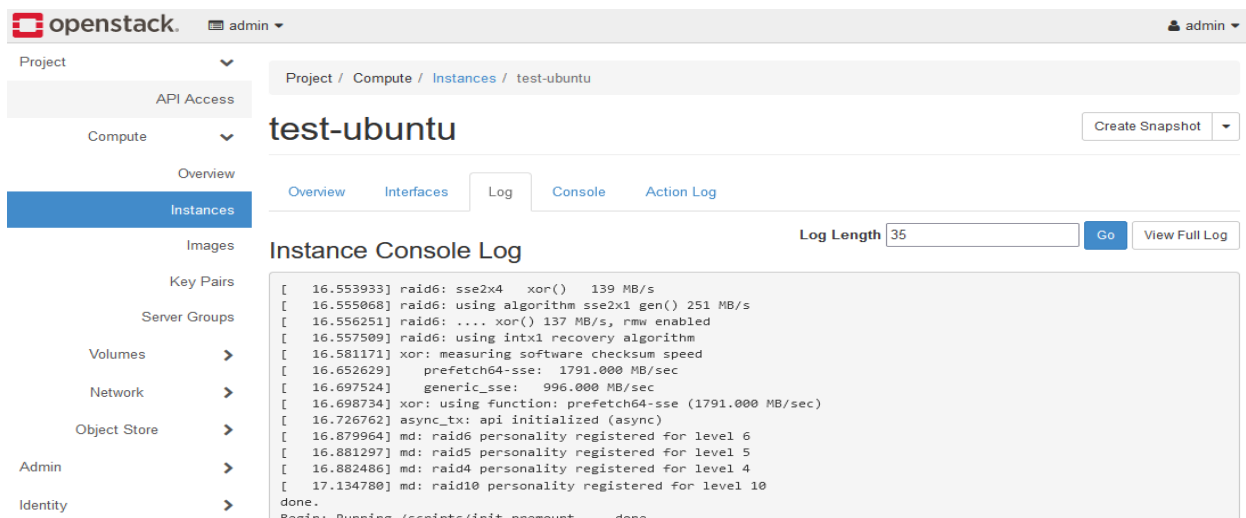 openstack. admin admin
Project
API Access
Compute
Overview
Instances
Images
Key Pairs
Server Groups
Volumes
Network
Object Store
Admin
Identity
Project / Compute / Instances / test-ubuntu
test-ubuntu
Create Snapshot
Overview Interfaces Log Console Action Log
Instance Console Log
Log Length 35 Go View Full Log
[   16.553933] raid6: sse2x4   xor()   139 MB/s
[   16.555068] raid6: using algorithm sse2x1 gen() 251 MB/s
[   16.556251] raid6: .... xor() 137 MB/s, rmw enabled
[   16.557509] raid6: using intx1 recovery algorithm
[   16.581171] xor: measuring software checksum speed
[   16.652629]    prefetch64-sse:  1791.000 MB/sec
[   16.697524]    generic_sse:   996.000 MB/sec
[   16.698734] xor: using function: prefetch64-sse (1791.000 MB/sec)
[   16.726762] async_tx: api initialized (async)
[   16.879964] md: raid6 personality registered for level 6
[   16.881297] md: raid5 personality registered for level 5
[   16.882486] md: raid4 personality registered for level 4
[   17.134780] md: raid10 personality registered for level 10
done.
Begin: Running /scripts/init-premount ... done.